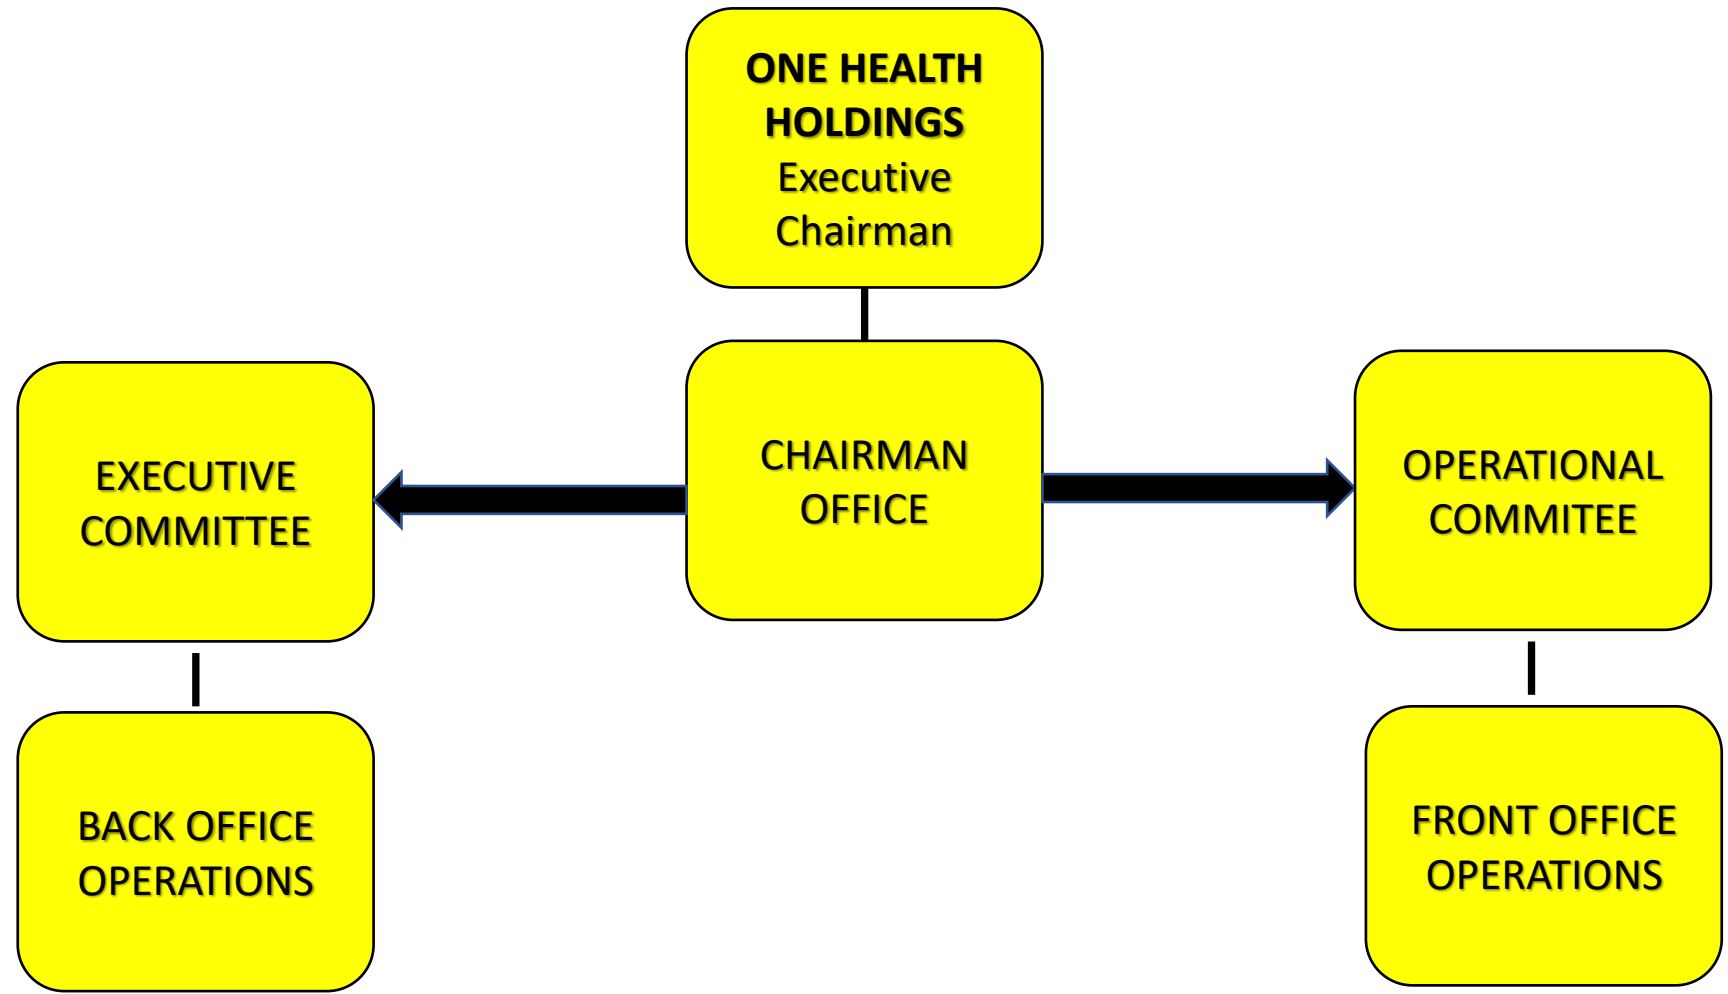 ONE HEALTH
HOLDINGS
Executive
Chairman
EXECUTIVE
COMMITTEE
CHAIRMAN
OFFICE
OPERATIONAL
COMMITEE
BACK OFFICE
OPERATIONS
FRONT OFFICE
OPERATIONS